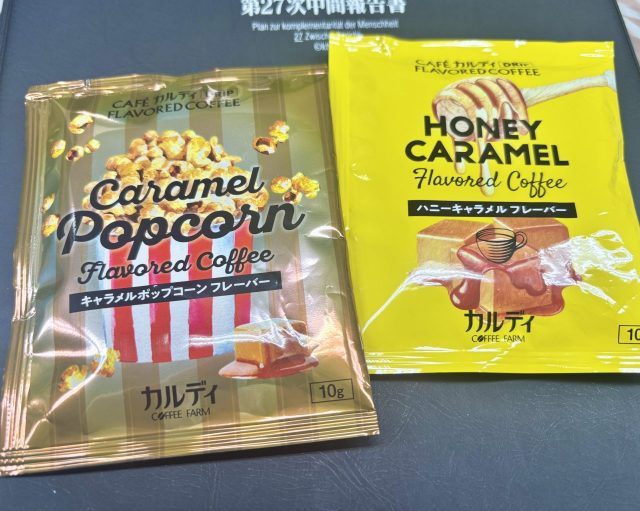 第27次中間報告書
Plan zur komplementarität der Menschheit
27 Zwisc
CAFÉ カルディ DRIP
FLAVORED COFFEE
Caramel
Popcorn
Flavored Coffee
キャラメルポップコーン フレーバー
カルディ
COFFEE FARM
10g
CAFÉ カルディ DRIP
FLAVORED COFFEE
HONEY
CARAMEL
Flavored Coffee
ハニーキャラメル フレーバー
カルディ
COFFEE FARM
10